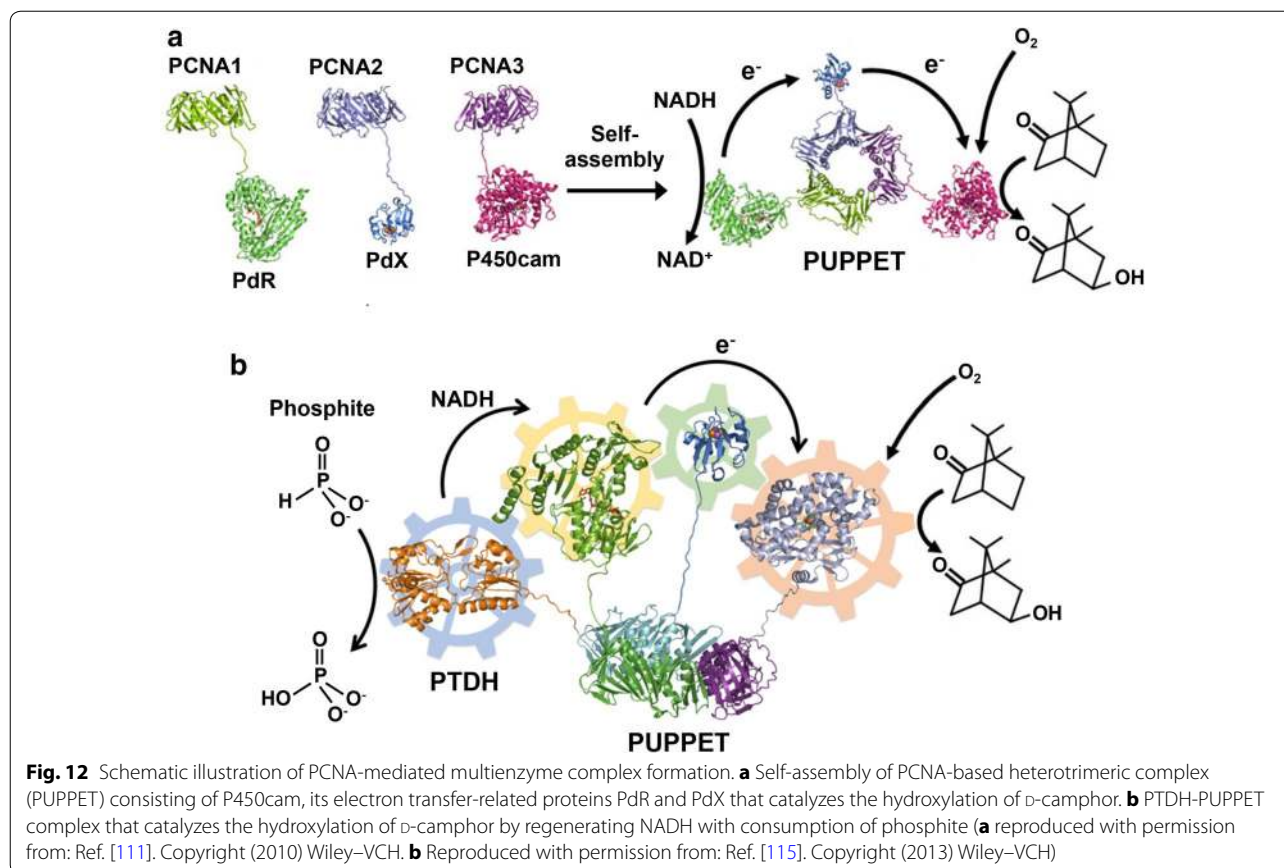 a
PCNA1 PCNA2 PCNA3
PdR PdX P450cam
Self-
assembly
NADH
NAD⁺
e⁻ e⁻
O₂
PUPPET
O
O
OH
b
Phosphite
O
H P O⁻
O⁻
O
HO P O⁻
O⁻
NADH
e⁻
O₂
PTDH
PUPPET
O
O
OH
Fig. 12 Schematic illustration of PCNA-mediated multienzyme complex formation. a Self-assembly of PCNA-based heterotrimeric complex
(PUPPET) consisting of P450cam, its electron transfer-related proteins PdR and PdX that catalyzes the hydroxylation of D-camphor. b PTDH-PUPPET
complex that catalyzes the hydroxylation of D-camphor by regenerating NADH with consumption of phosphite (a reproduced with permission
from: Ref. [111]. Copyright (2010) Wiley–VCH. b Reproduced with permission from: Ref. [115]. Copyright (2013) Wiley–VCH)